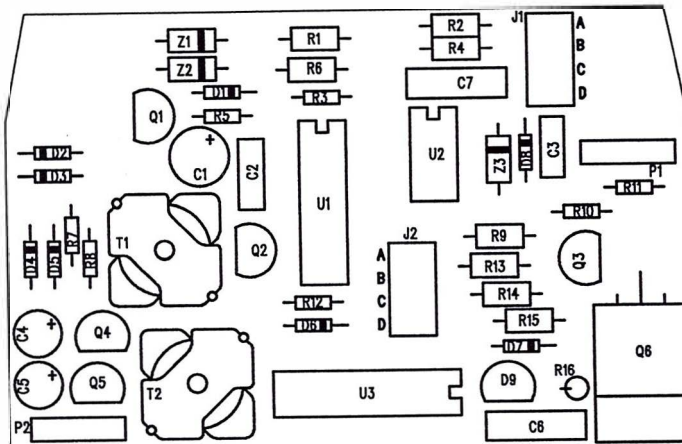 J1
A
B
C
D
Z1
R1
R2
R4
Z2
R6
C7
D1
R3
Q1
R5
C1
C2
U1
U2
Z3
D8
C3
P1
R11
R10
D2
D3
D4
D5
R7
R8
T1
Q2
J2
A
B
C
D
R9
R13
R14
R15
Q3
R12
D6
D7
C4
Q4
C5
Q5
P2
T2
U3
D9
R16
Q6
C6